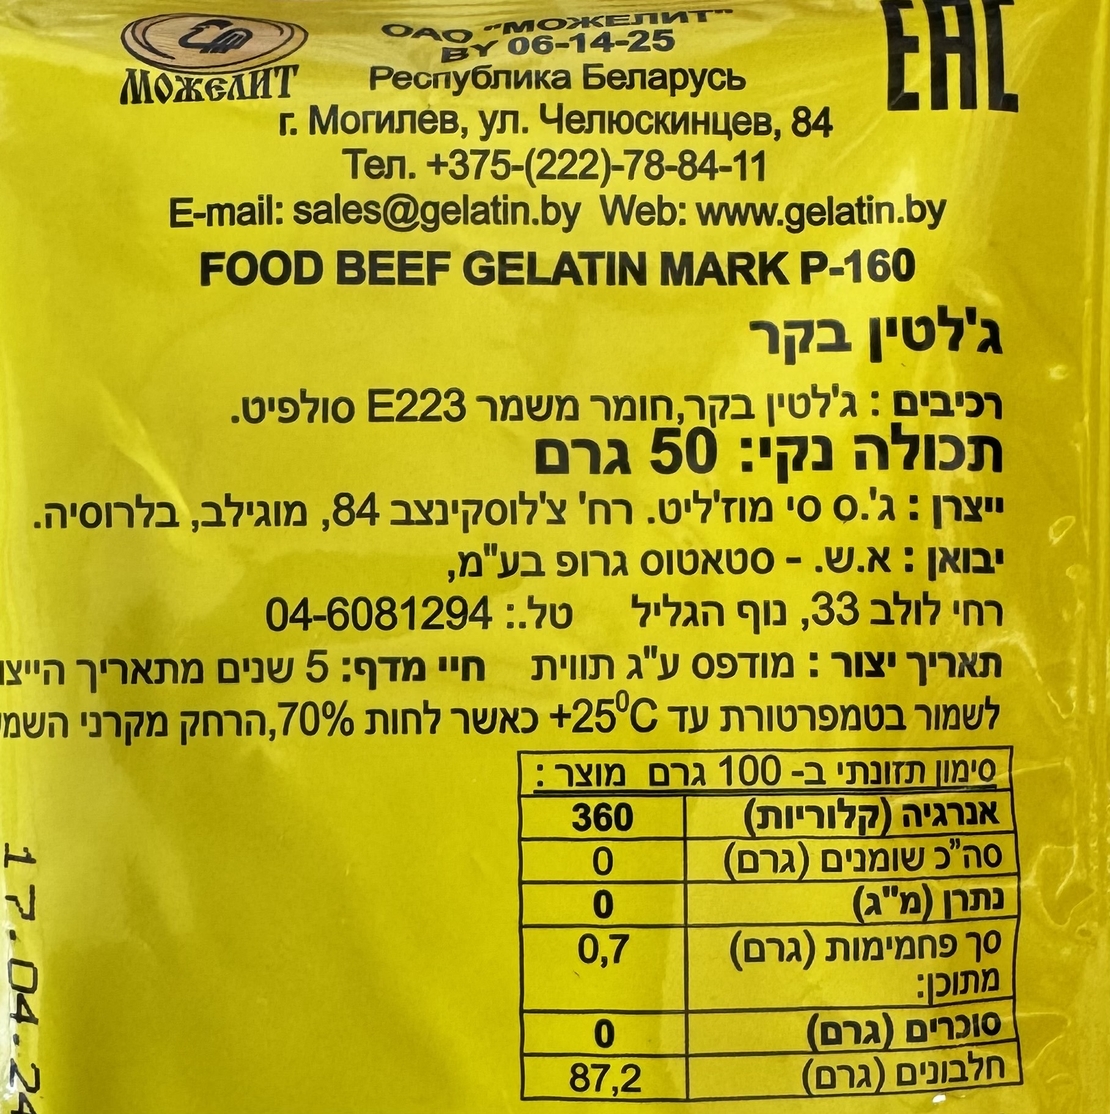 МОЖЕЛИТ
ОАО "МОЖЕЛИТ"
BY 06-14-25
Республика Беларусь
EAC
г. Могилев, ул. Челюскинцев, 84
Тел. +375-(222)-78-84-11
E-mail: sales@gelatin.by Web: www.gelatin.by
FOOD BEEF GELATIN MARK P-160
ג'לטין בקר
רכיבים : ג'לטין בקר,חומר משמר E223 סולפיט.
תכולה נקי: 50 גרם
ייצרן : ג'.ס סי מוז'ליט. רח' צ'לוסקינצב 84, מוגילב, בלרוסיה.
יבואן : א.ש. - סטאטוס גרופ בע"מ,
רחי לולב 33, נוף הגליל טל.: 04-6081294
תאריך יצור : מודפס ע"ג תווית חיי מדף: 5 שנים מתאריך הייצו
לשמור בטמפרטורת עד +25⁰C כאשר לחות 70%,הרחק מקרני השמ
סימון תזונתי ב- 100 גרם מוצר :
אנרגיה (קלוריות) 360
סה"כ שומנים (גרם) 0
נתרן (מ"ג) 0
סך פחמימות (גרם) 0,7
מתוכן:
סוכרים (גרם) 0
חלבונים (גרם) 87,2
17.04.24